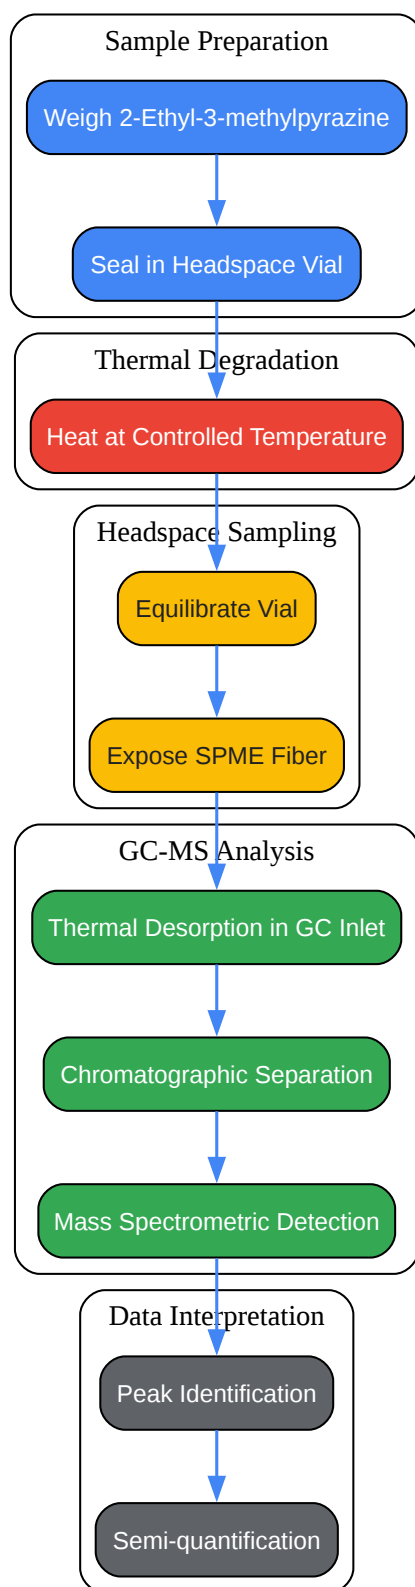 Sample Preparation
Weigh 2-Ethyl-3-methylpyrazine
Seal in Headspace Vial
Thermal Degradation
Heat at Controlled Temperature
Headspace Sampling
Equilibrate Vial
Expose SPME Fiber
GC-MS Analysis
Thermal Desorption in GC Inlet
Chromatographic Separation
Mass Spectrometric Detection
Data Interpretation
Peak Identification
Semi-quantification